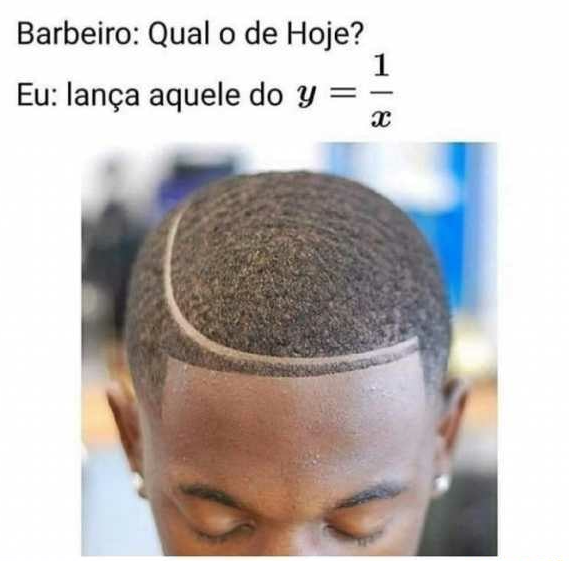 Barbeiro: Qual o de Hoje?
Eu: lança aquele do y = 1/x